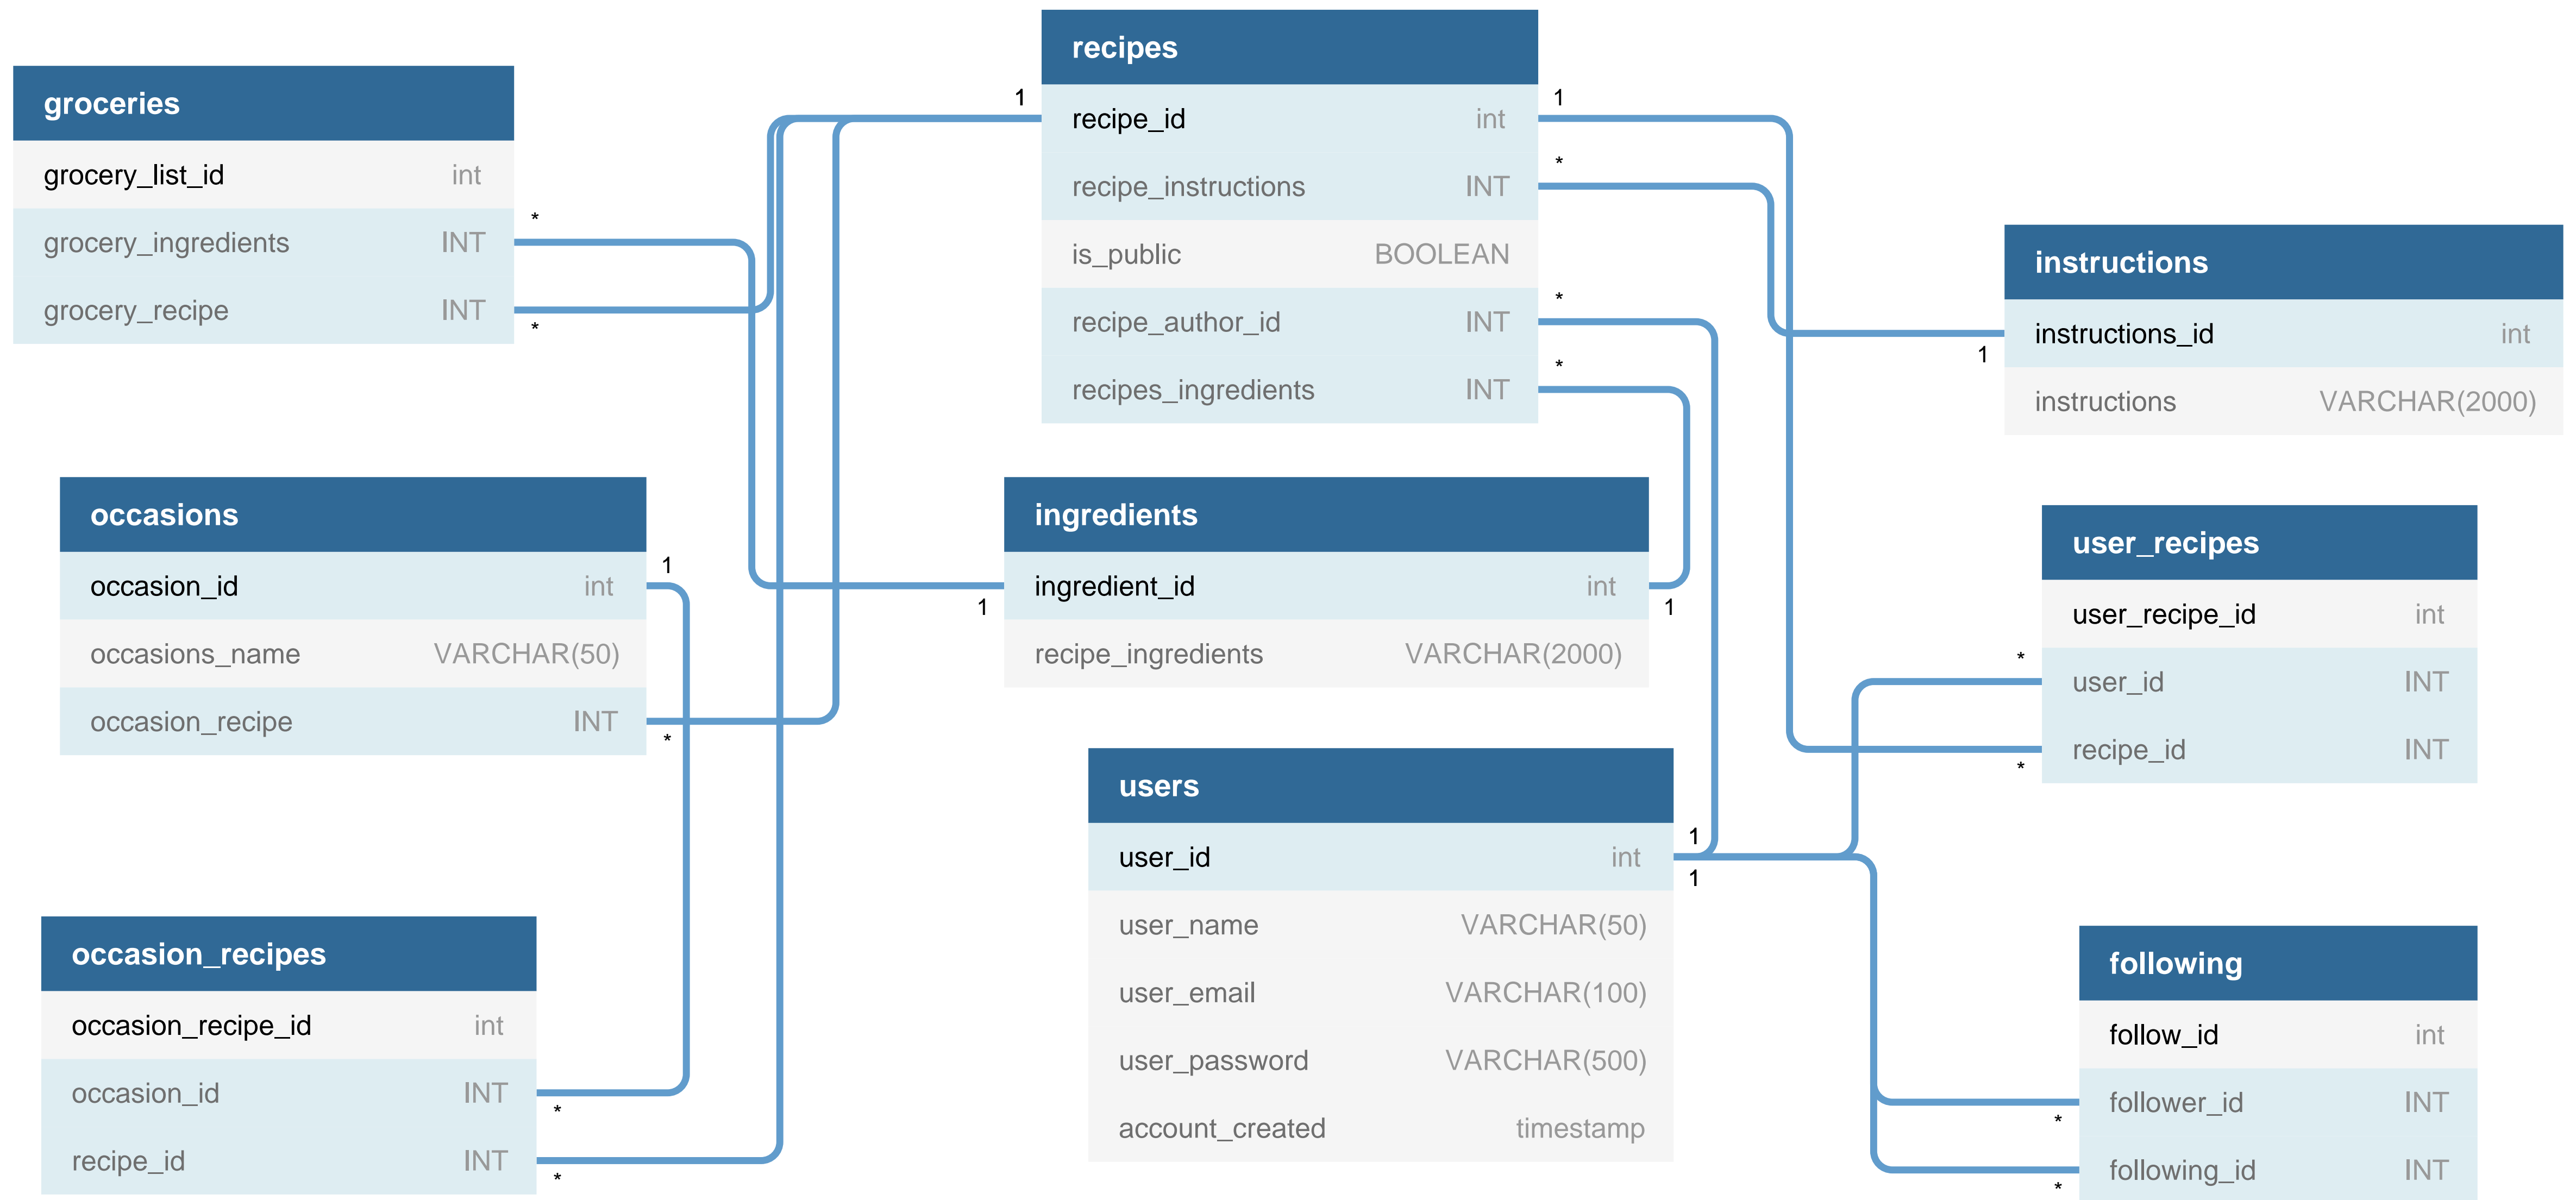 recipes
recipe_id int
recipe_instructions INT
is_public BOOLEAN
recipe_author_id INT
recipes_ingredients INT
1
1
*
*
*
groceries
grocery_list_id int
grocery_ingredients INT
grocery_recipe INT
*
*
instructions
instructions_id int
instructions VARCHAR(2000)
1
occasions
occasion_id int
occasions_name VARCHAR(50)
occasion_recipe INT
1
*
ingredients
ingredient_id int
recipe_ingredients VARCHAR(2000)
1
1
user_recipes
user_recipe_id int
user_id INT
recipe_id INT
*
*
users
user_id int
user_name VARCHAR(50)
user_email VARCHAR(100)
user_password VARCHAR(500)
account_created timestamp
1
1
occasion_recipes
occasion_recipe_id int
occasion_id INT
recipe_id INT
*
*
following
follow_id int
follower_id INT
following_id INT
*
*